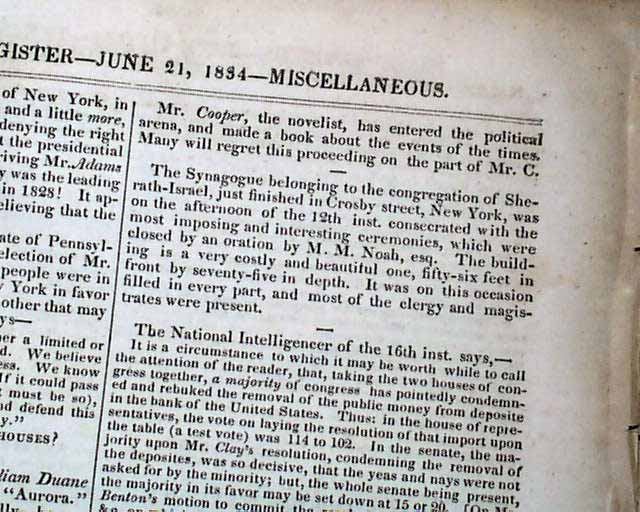 GISTER—JUNE 21, 1834—MISCELLANEOUS.
of New York, in
and a little more,
denying the right
t the presidential
riving Mr. Adams
y was the leading
in 1828! It ap-
elieving that the
ate of Pennsyl-
election of Mr.
people were in
York in favor
other that may
ys—
er a limited or
d. We believe
ess. We know
If it could pass
t must be so),
nd defend this
y."
HOUSES?
liam Duane
"Aurora."
Mr. Cooper, the novelist, has entered the political
arena, and made a book about the events of the times.
Many will regret this proceeding on the part of Mr. C.
The Synagogue belonging to the congregation of She-
rath-Israel, just finished in Crosby street, New York, was
on the afternoon of the 12th inst. consecrated with the
most imposing and interesting ceremonies, which were
closed by an oration by M. M. Noah, esq. The build-
ing is a very costly and beautiful one, fifty-six feet in
front by seventy-five in depth. It was on this occasion
filled in every part, and most of the clergy and magis-
trates were present.
The National Intelligencer of the 16th inst. says,—
It is a circumstance to which it may be worth while to call
the attention of the reader, that, taking the two houses of con-
gress together, a majority of congress has pointedly condemn-
ed and rebuked the removal of the public money from deposite
in the bank of the United States. Thus: in the house of repre-
sentatives, the vote on laying the resolution of that import upon
the table (a test vote) was 114 to 102. In the senate, the ma-
jority upon Mr. Clay's resolution, condemning the removal of
the deposites, was so decisive, that the yeas and nays were not
asked for by the minority; but, the whole senate being present,
the majority in its favor may be set down at 15 or 20. (On Mr.
Benton's motion to commit the